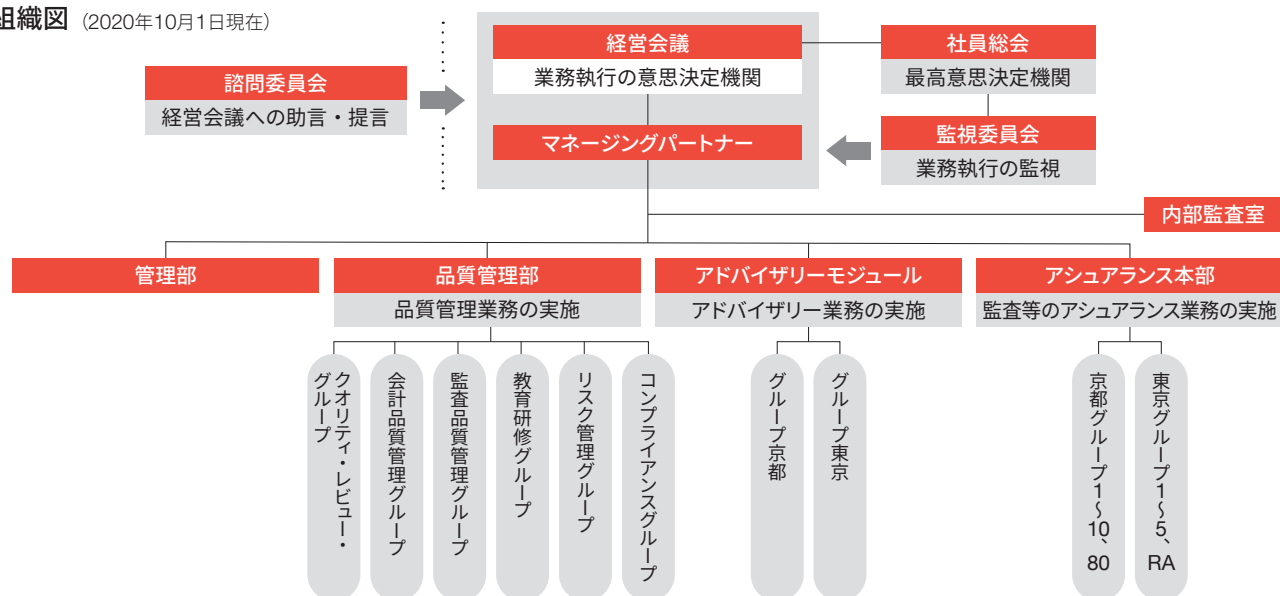 組織図（2020年10月1日現在）
諮問委員会
経営会議への助言・提言
経営会議
業務執行の意思決定機関
マネージングパートナー
社員総会
最高意思決定機関
監視委員会
業務執行の監視
内部監査室
管理部
品質管理部
品質管理業務の実施
アドバイザリーモジュール
アドバイザリー業務の実施
アシュアランス本部
監査等のアシュアランス業務の実施
クオリティ・レビュー・
グループ
会計品質管理グループ
監査品質管理グループ
教育研修グループ
リスク管理グループ
コンプライアンスグループ
グループ京都
グループ東京
京都グループ1〜10、80
東京グループ1〜5、RA